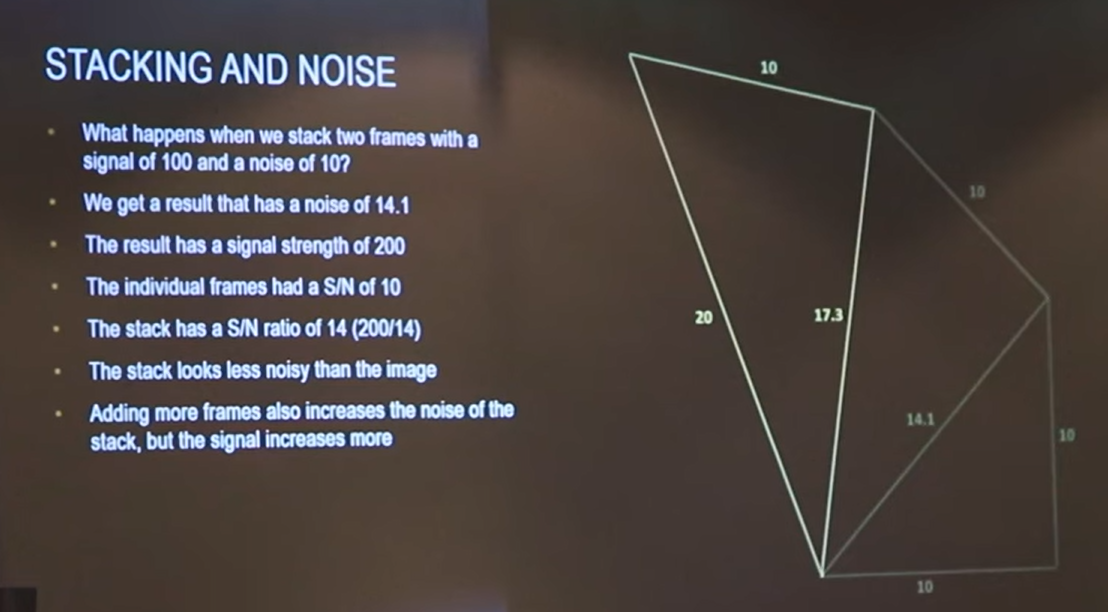 STACKING AND NOISE
What happens when we stack two frames with a
signal of 100 and a noise of 10?
We get a result that has a noise of 14.1
The result has a signal strength of 200
The individual frames had a S/N of 10
The stack has a S/N ratio of 14 (200/14)
The stack looks less noisy than the image
Adding more frames also increases the noise of the
stack, but the signal increases more
10
10
20
17.3
14.1
10
10